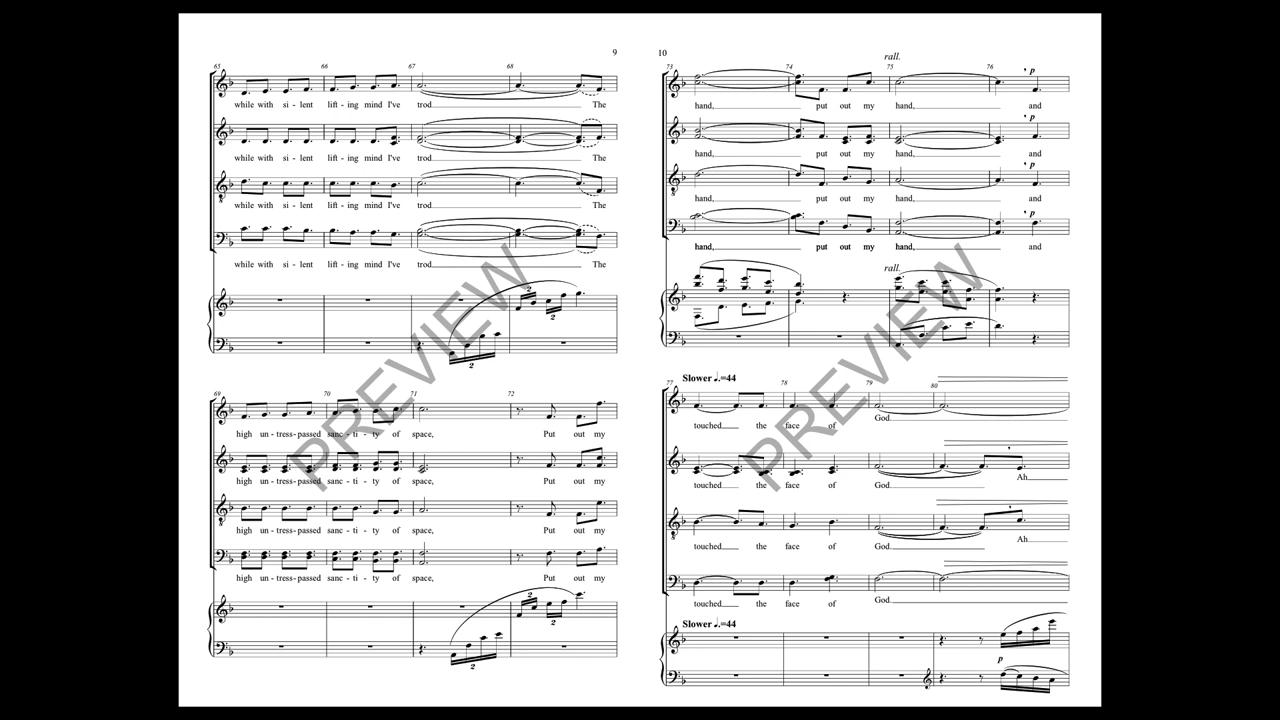 9
65 66 67 68
while with si - lent lift - ing mind I've trod The
while with si - lent lift - ing mind I've trod The
while with si - lent lift - ing mind I've trod The
while with si - lent lift - ing mind I've trod The
2
2
2
69 70 71 72
high un - tress - passed sanc - ti - ty of space, Put out my
high un - tress - passed sanc - ti - ty of space, Put out my
high un - tress - passed sanc - ti - ty of space, Put out my
high un - tress - passed sanc - ti - ty of space, Put out my
2
2
2
PREVIEW
10
rall.
73 74 75 76
p
hand, put out my hand, and
p
hand, put out my hand, and
p
hand, put out my hand, and
p
hand, put out my hand, and
rall.
Slower ♩.=44
77 78 79 80
touched the face of God
touched the face of God Ah
touched the face of God Ah
touched the face of God
Slower ♩.=44
p
PREVIEW